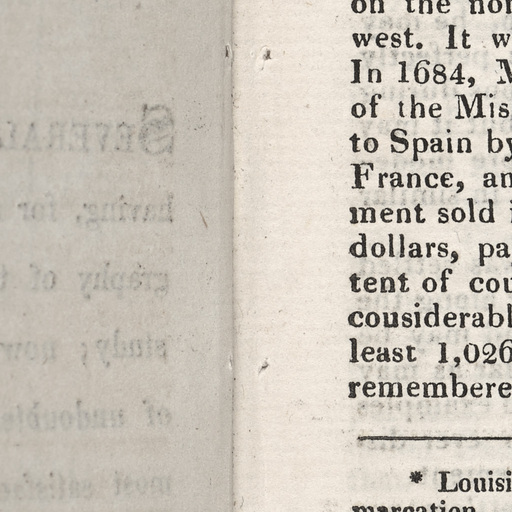 on the nor
west. It w
In 1684, M
of the Mis
to Spain by
France, an
ment sold i
dollars, pa
tent of cou
cousiderabl
least 1,026
remembere
* Louisi
marcation